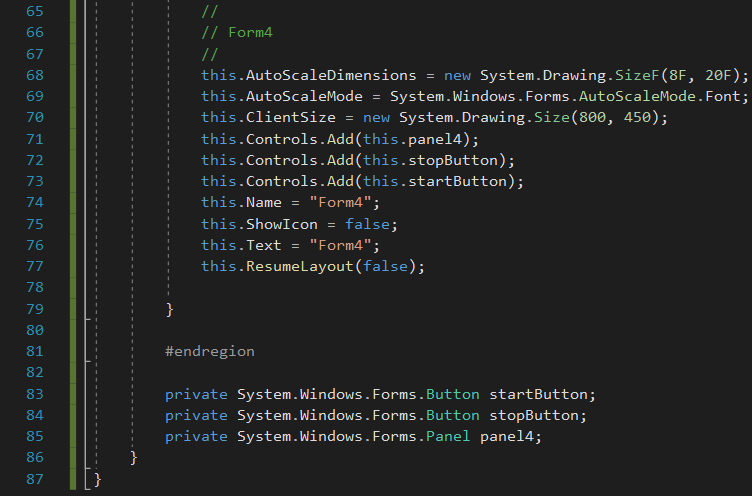 65 //
66 // Form4
67 //
68 this.AutoScaleDimensions = new System.Drawing.SizeF(8F, 20F);
69 this.AutoScaleMode = System.Windows.Forms.AutoScaleMode.Font;
70 this.ClientSize = new System.Drawing.Size(800, 450);
71 this.Controls.Add(this.panel4);
72 this.Controls.Add(this.stopButton);
73 this.Controls.Add(this.startButton);
74 this.Name = "Form4";
75 this.ShowIcon = false;
76 this.Text = "Form4";
77 this.ResumeLayout(false);
78
79 }
80
81 #endregion
82
83 private System.Windows.Forms.Button startButton;
84 private System.Windows.Forms.Button stopButton;
85 private System.Windows.Forms.Panel panel4;
86 }
87 }